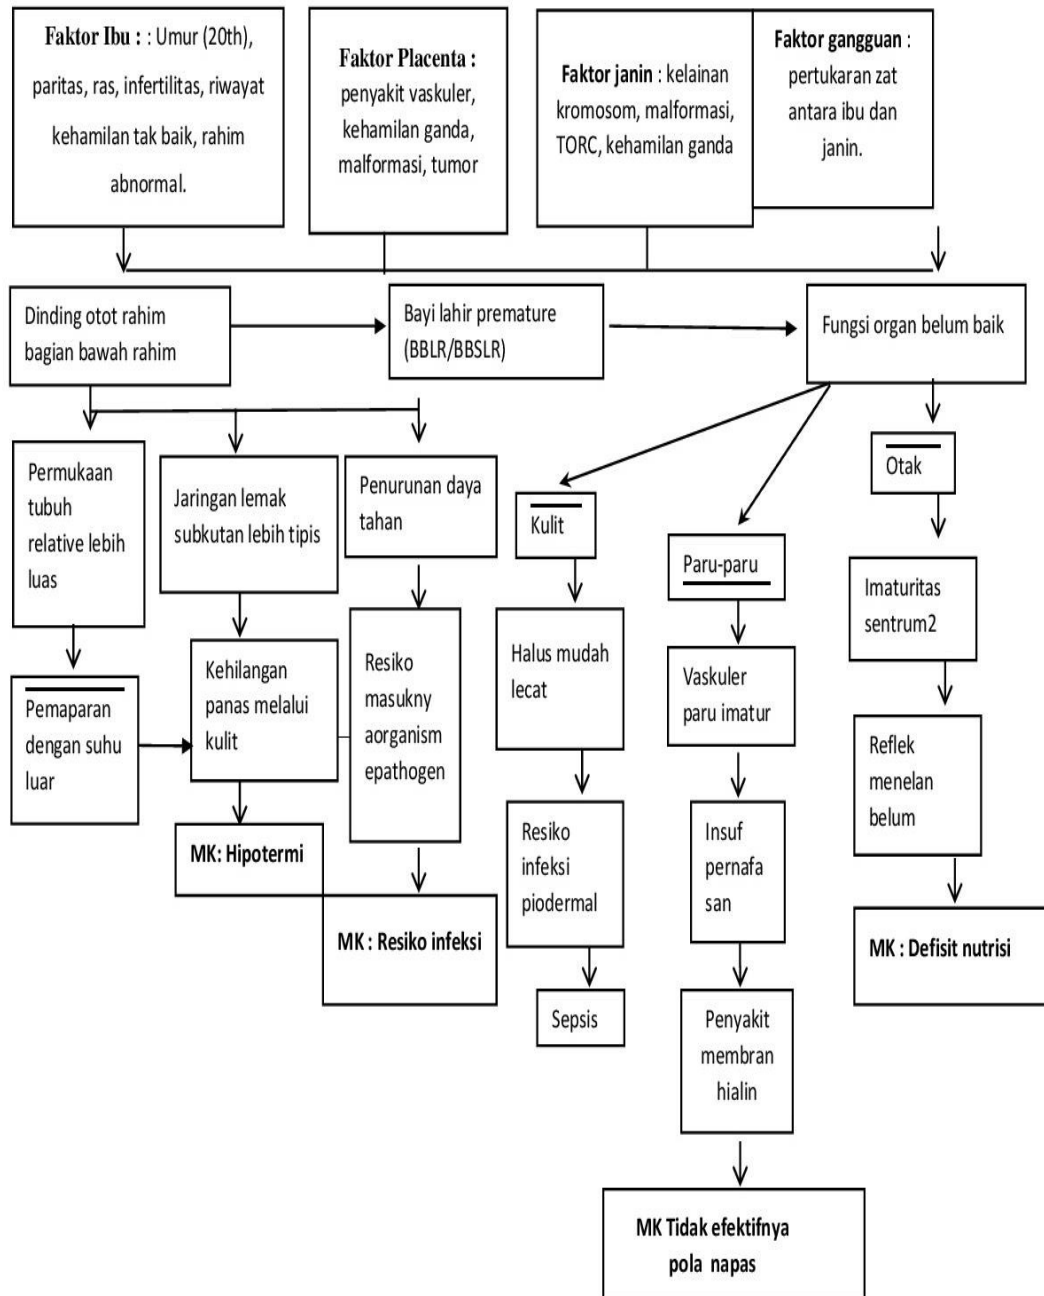 Faktor Ibu : : Umur (20th),
paritas, ras, infertilitas, riwayat
kehamilan tak baik, rahim
abnormal.
Faktor Placenta :
penyakit vaskuler,
kehamilan ganda,
malformasi, tumor
Faktor janin : kelainan
kromosom, malformasi,
TORC, kehamilan ganda
Faktor gangguan :
pertukaran zat
antara ibu dan
janin.
Dinding otot rahim
bagian bawah rahim
Bayi lahir premature
(BBLR/BBSLR)
Fungsi organ belum baik
Permukaan
tubuh
relative lebih
luas
Jaringan lemak
subkutan lebih tipis
Penurunan daya
tahan
Kulit
Paru-paru
Otak
Pemaparan
dengan suhu
luar
Kehilangan
panas melalui
kulit
Resiko
masukny
aorganism
epathogen
Halus mudah
lecat
Vaskuler
paru imatur
Imaturitas
sentrum2
Reflek
menelan
belum
MK: Hipotermi
MK : Resiko infeksi
Resiko
infeksi
piodermal
Insuf
pernafa
san
MK : Defisit nutrisi
Sepsis
Penyakit
membran
hialin
MK Tidak efektifnya
pola napas